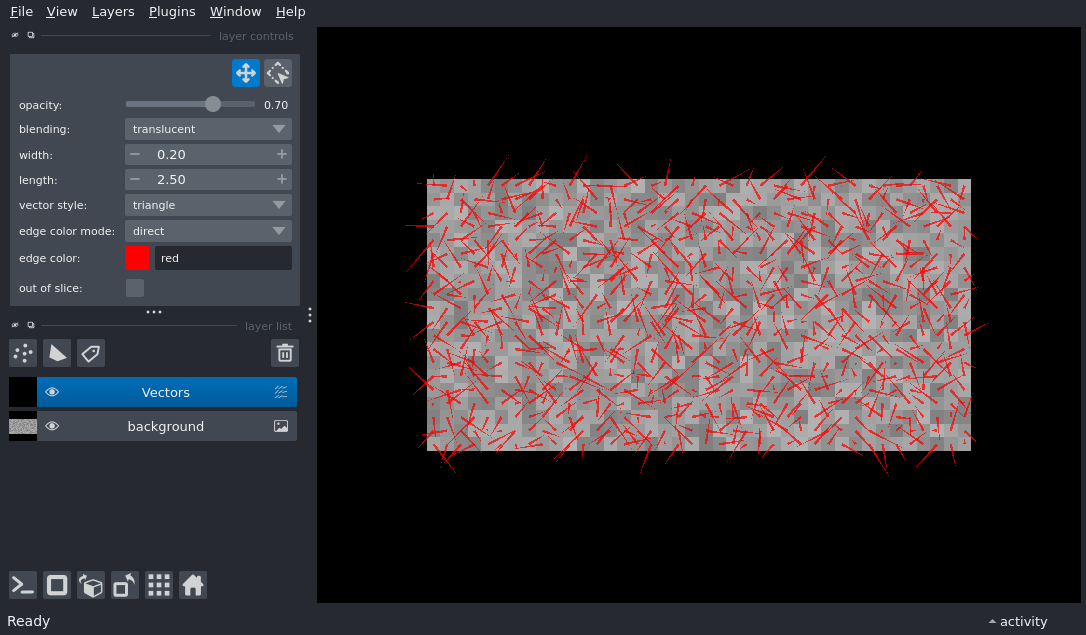 File View Layers Plugins Window Help
layer controls
opacity: 0.70
blending: translucent
width: 0.20
length: 2.50
vector style: triangle
edge color mode: direct
edge color: red
out of slice:
layer list
Vectors
background
Ready
activity